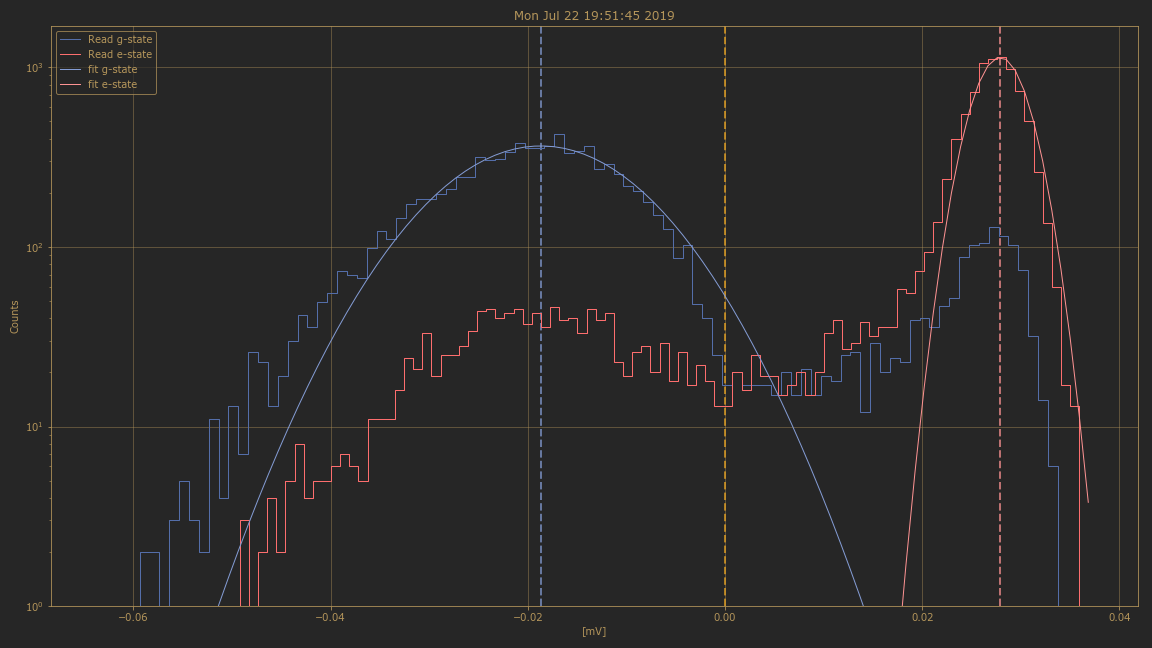 Mon Jul 22 19:51:45 2019
Read g-state
Read e-state
fit g-state
fit e-state
Counts
10³
10²
10¹
10⁰
−0.06
−0.04
−0.02
0.00
0.02
0.04
[mV]